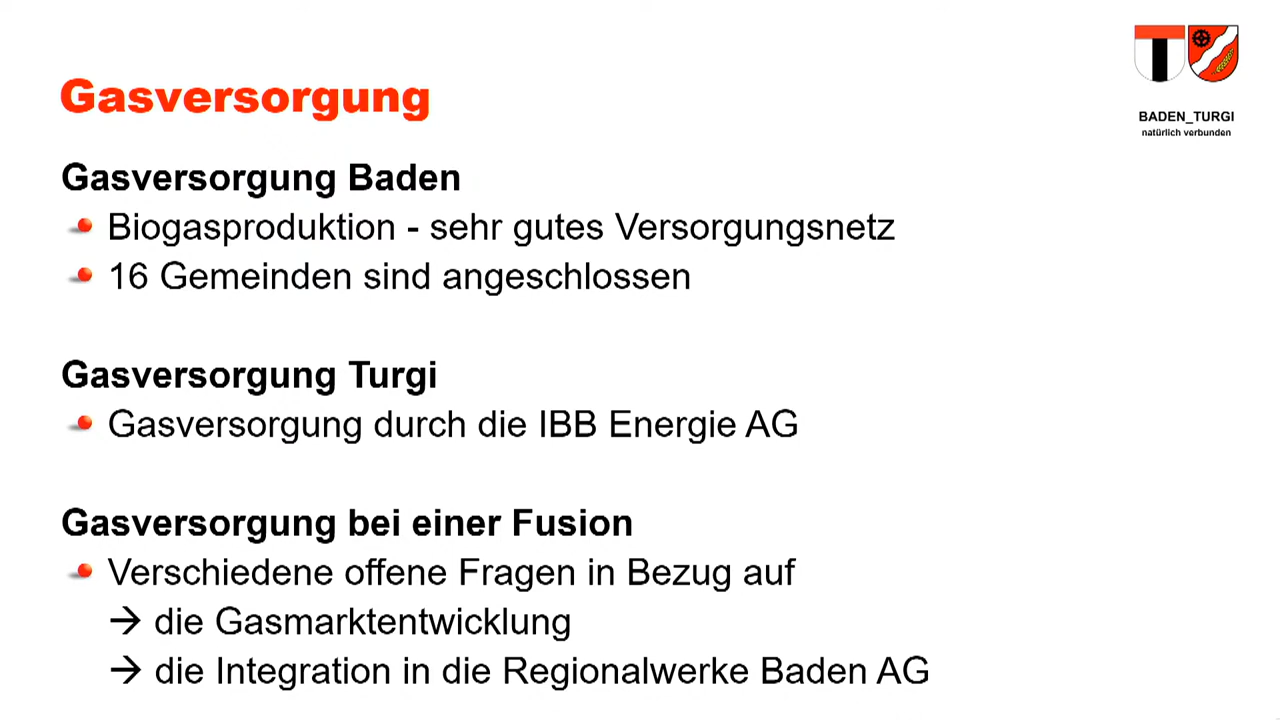 Gasversorgung
BADEN_TURGI
natürlich verbunden
Gasversorgung Baden
Biogasproduktion - sehr gutes Versorgungsnetz
16 Gemeinden sind angeschlossen
Gasversorgung Turgi
Gasversorgung durch die IBB Energie AG
Gasversorgung bei einer Fusion
Verschiedene offene Fragen in Bezug auf
→ die Gasmarktentwicklung
→ die Integration in die Regionalwerke Baden AG